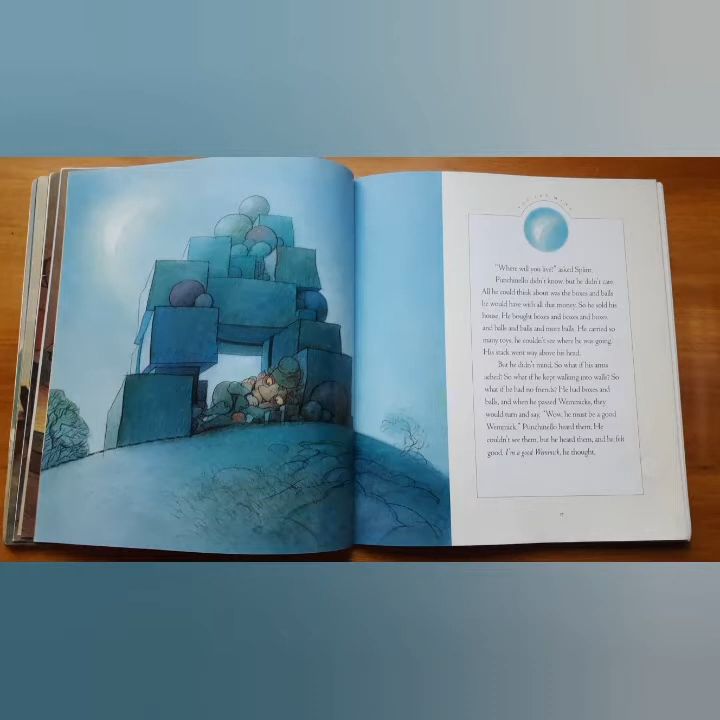 "Where will you live?" asked Splint.
Punchinello didn't know, but he didn't care.
All he could think about was the boxes and balls
he would have with all that money. So he sold his
house. He bought boxes and boxes and boxes
and balls and balls and more balls. He carried so
many toys, he couldn't see where he was going.
His stack went way above his head.
But he didn't mind. So what if his arms
ached? So what if he kept walking into walls? So
what if he had no friends? He had boxes and
balls, and when he passed Wemmicks, they
would turn and say, "Wow, he must be a good
Wemmick." Punchinello heard them. He
couldn't see them, but he heard them, and he felt
good. I'm a good Wemmick, he thought.